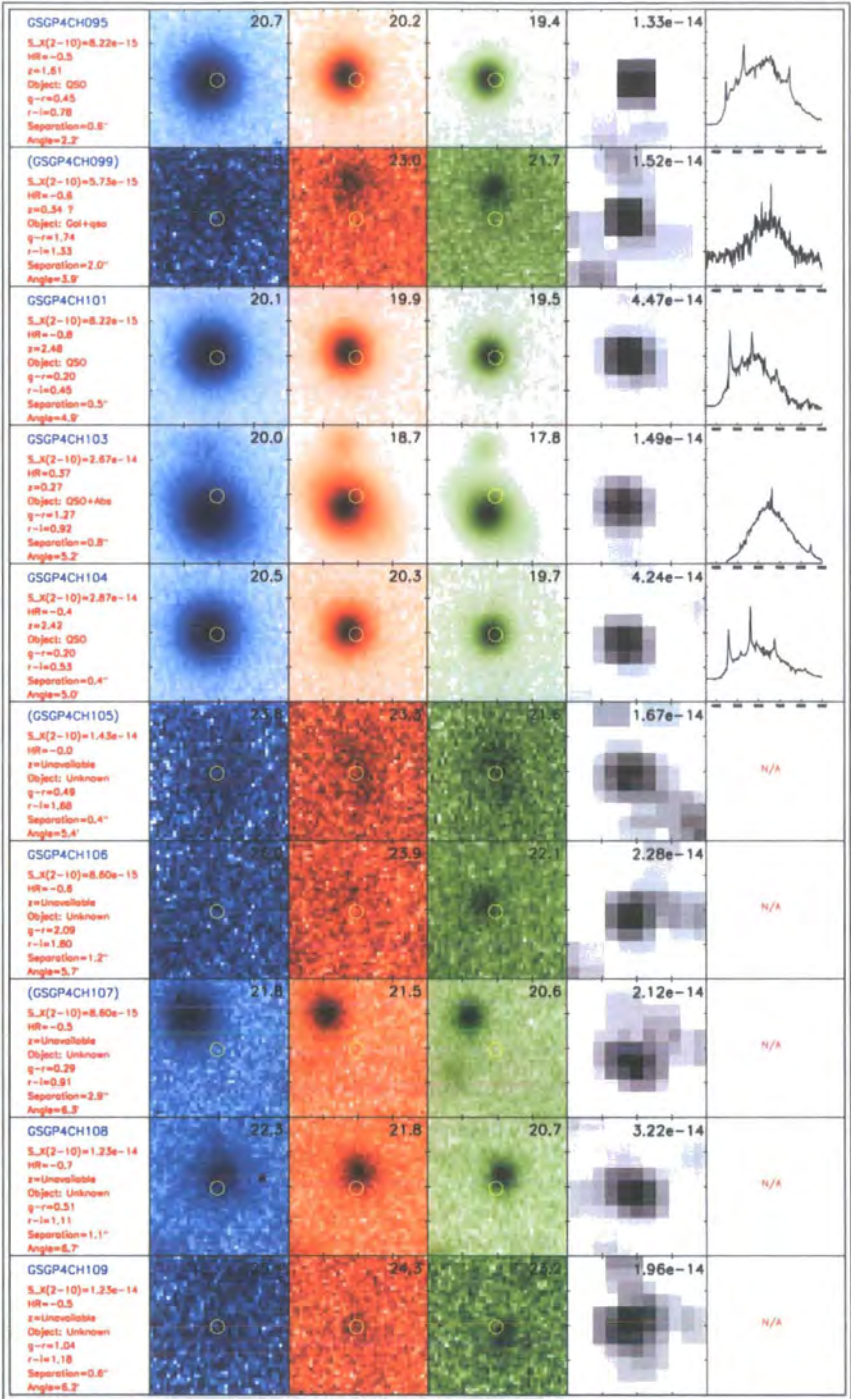 GSGP4CH095
20.7
20.2
19.4
1.33e-14
S_X(2-10)=8.22e-15
HR=-0.5
z=1.61
Object: QSO
g-r=0.45
r-i=0.78
Separation=0.6"
Angle=2.2'
(GSGP4CH099)
23.0
21.7
1.52e-14
S_X(2-10)=5.73e-15
HR=-0.6
z=0.34 ?
Object: Gal+qso
g-r=1.74
r-i=1.33
Separation=2.0"
Angle=3.9'
GSGP4CH101
20.1
19.9
19.5
4.47e-14
S_X(2-10)=8.22e-15
HR=-0.8
z=2.48
Object: QSO
g-r=0.20
r-i=0.45
Separation=0.5"
Angle=4.9'
GSGP4CH103
20.0
18.7
17.8
1.49e-14
S_X(2-10)=2.67e-14
HR=0.37
z=0.27
Object: QSO+Abs
g-r=1.27
r-i=0.92
Separation=0.8"
Angle=5.2'
GSGP4CH104
20.5
20.3
19.7
4.24e-14
S_X(2-10)=2.87e-14
HR=-0.4
z=2.42
Object: QSO
g-r=0.20
r-i=0.53
Separation=0.4"
Angle=5.0'
(GSGP4CH105)
1.67e-14
S_X(2-10)=1.43e-14
HR=-0.0
z=Unavailable
Object: Unknown
g-r=0.49
r-i=1.68
Separation=0.4"
Angle=5.4'
N/A
GSGP4CH106
23.9
22.1
2.28e-14
S_X(2-10)=8.60e-15
HR=-0.6
z=Unavailable
Object: Unknown
g-r=2.09
r-i=1.80
Separation=1.2"
Angle=5.7'
N/A
(GSGP4CH107)
21.8
21.5
20.6
2.12e-14
S_X(2-10)=8.60e-15
HR=-0.5
z=Unavailable
Object: Unknown
g-r=0.29
r-i=0.91
Separation=2.9"
Angle=6.3'
N/A
GSGP4CH108
22.3
21.8
20.7
3.22e-14
S_X(2-10)=1.23e-14
HR=-0.7
z=Unavailable
Object: Unknown
g-r=0.51
r-i=1.11
Separation=1.1"
Angle=6.7'
N/A
GSGP4CH109
24.3
1.96e-14
S_X(2-10)=1.23e-14
HR=-0.5
z=Unavailable
Object: Unknown
g-r=1.04
r-i=1.18
Separation=0.6"
Angle=6.2'
N/A